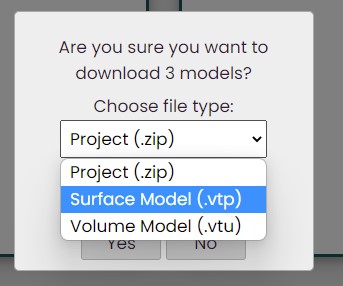 Are you sure you want to
download 3 models?
Choose file type:
Project (.zip)
Project (.zip)
Surface Model (.vtp)
Volume Model (.vtu)
Yes No